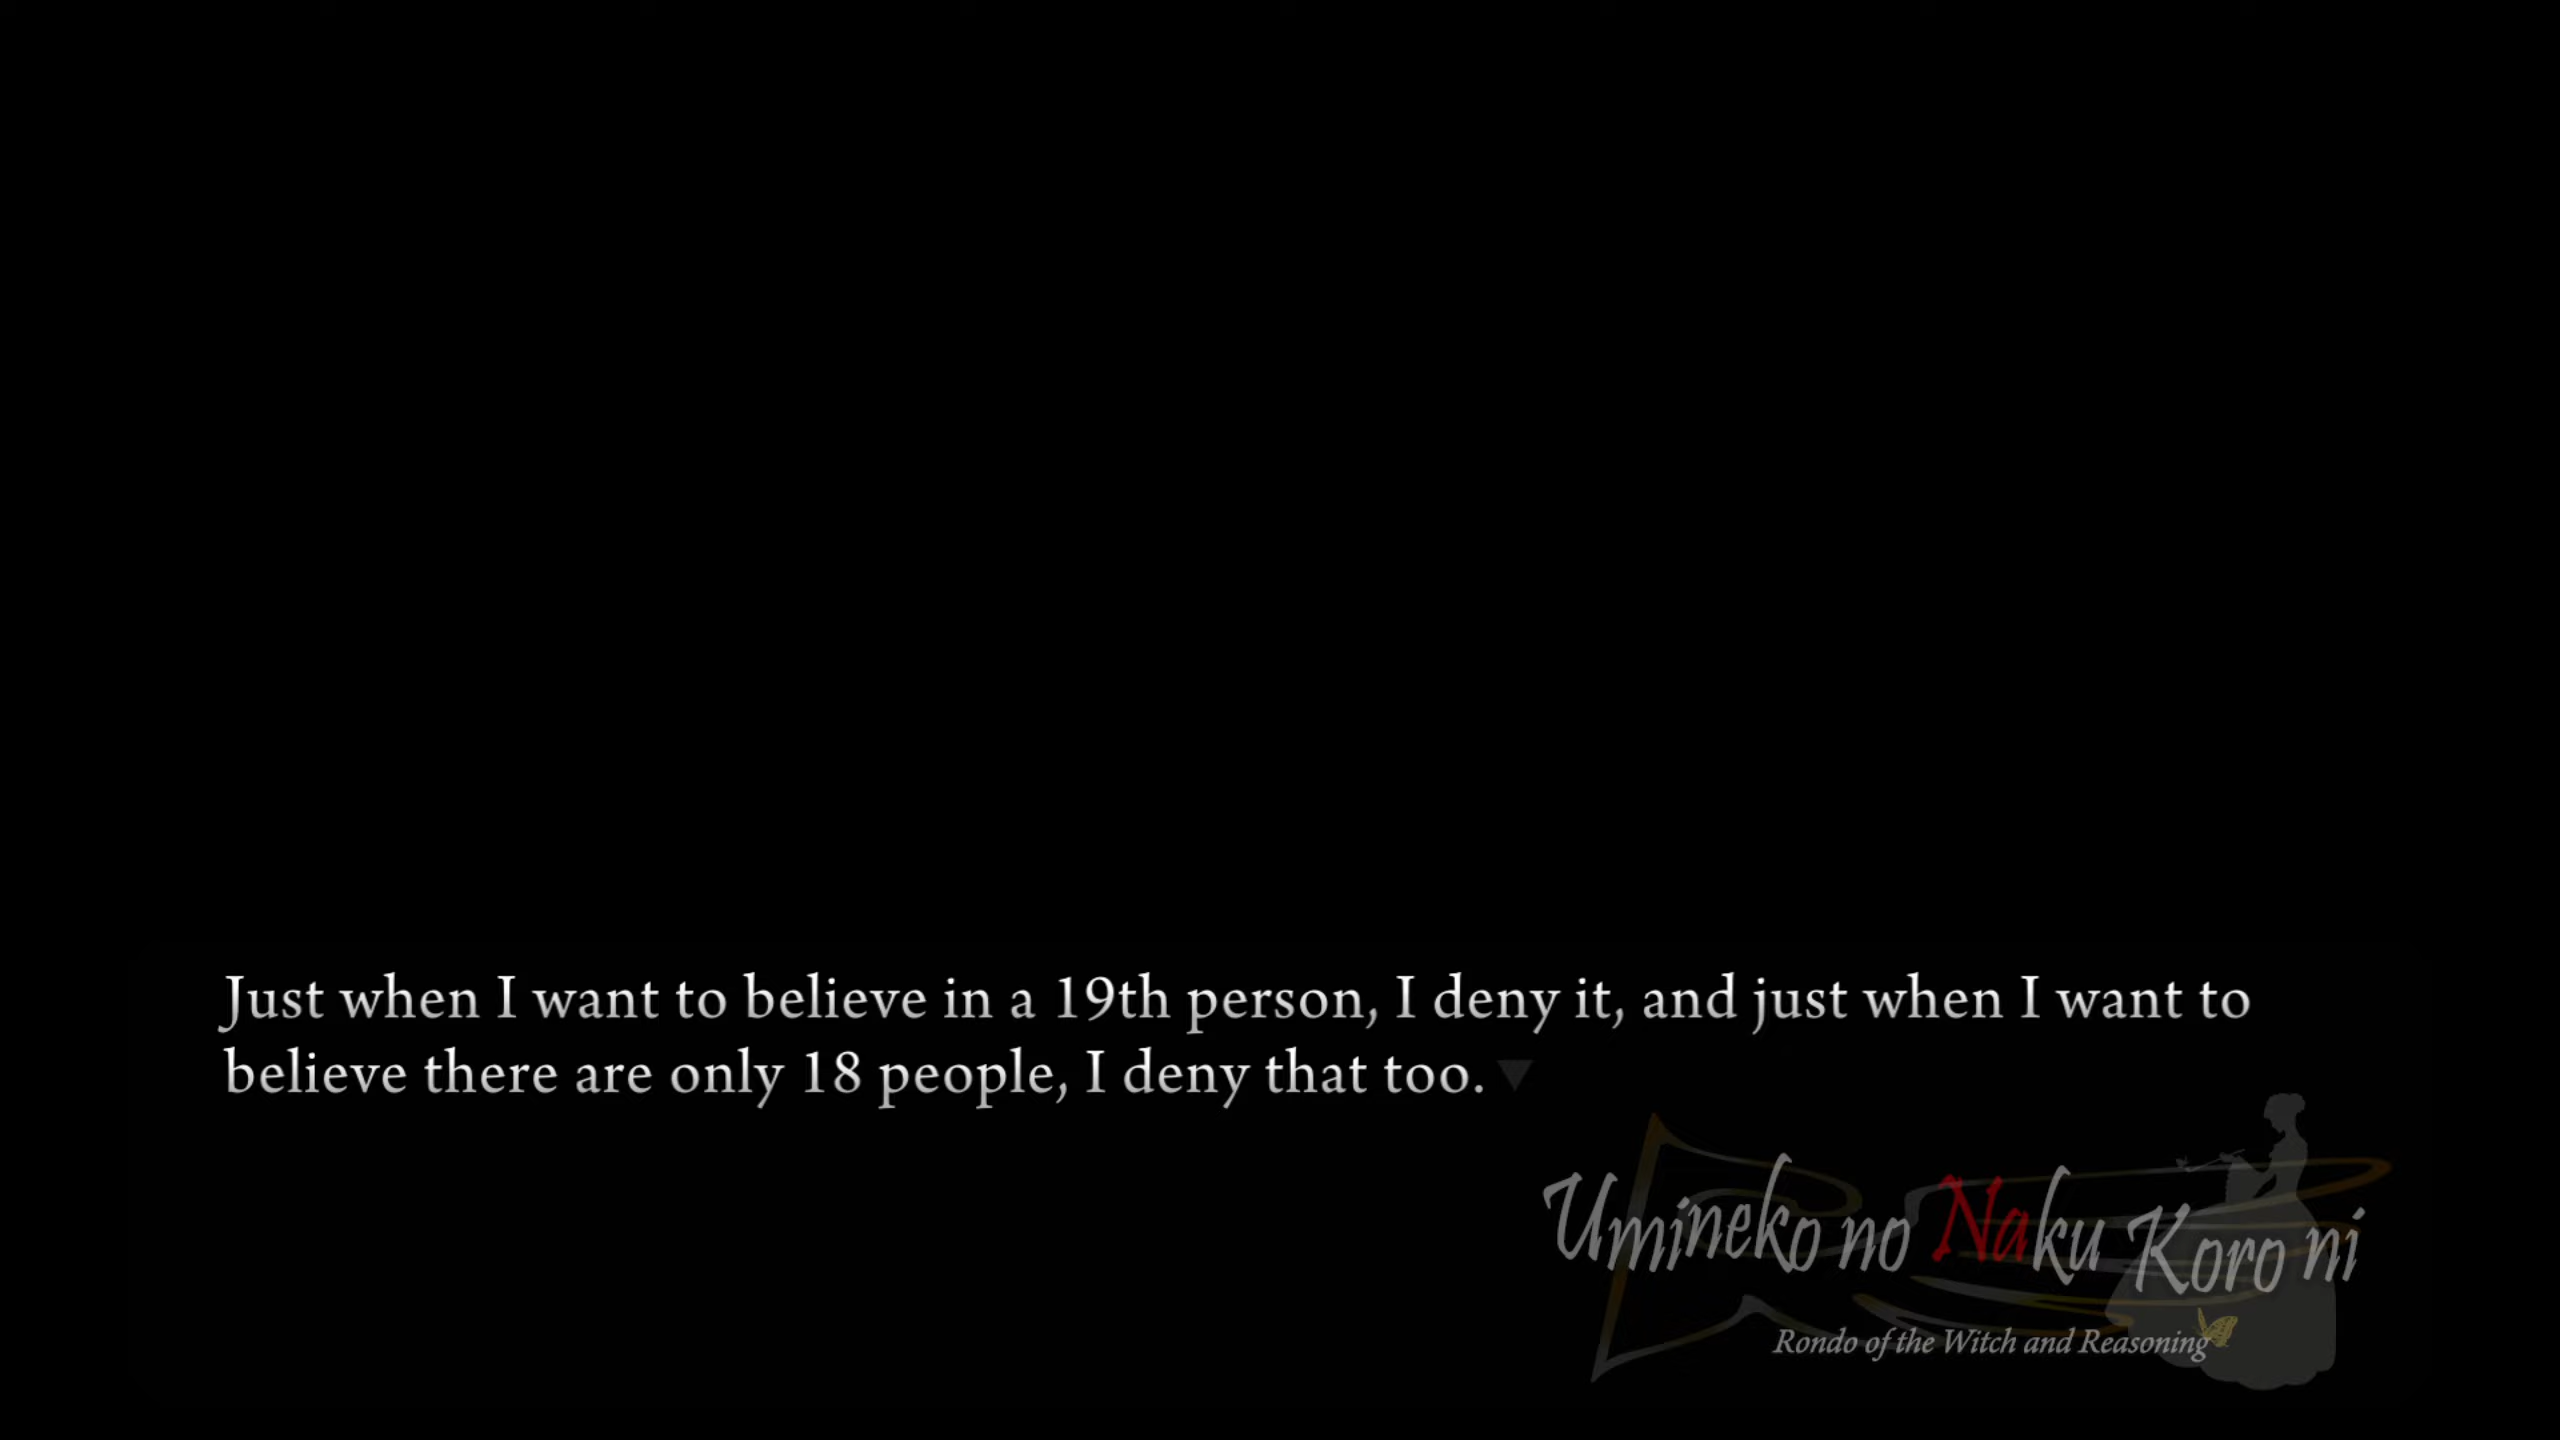 Just when I want to believe in a 19th person, I deny it, and just when I want to
believe there are only 18 people, I deny that too.
Umineko no Naku Koro ni
Rondo of the Witch and Reasoning